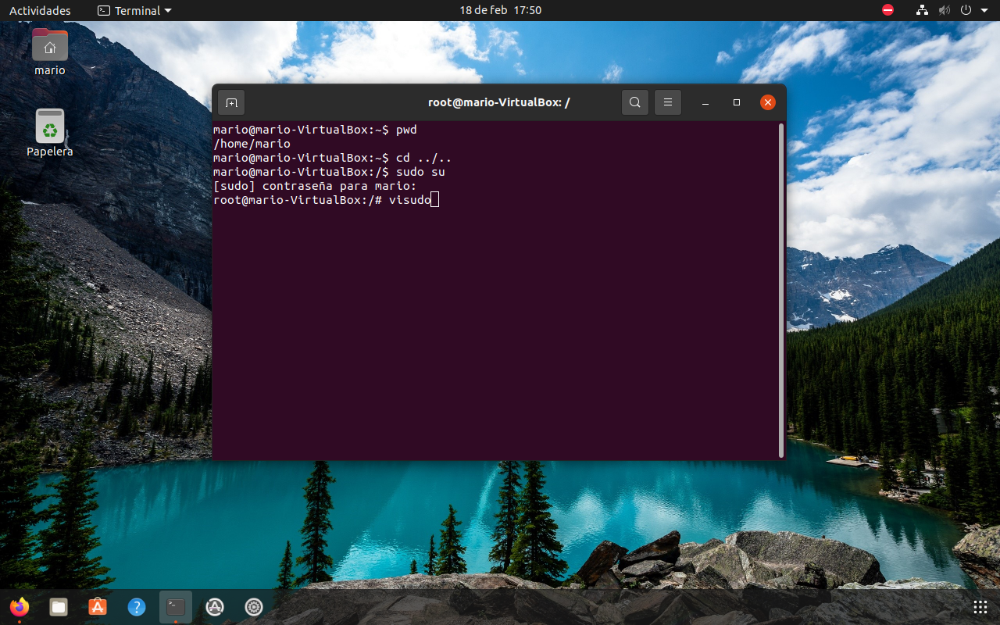 Actividades
Terminal
18 de feb 17:50
mario
Papelera
root@mario-VirtualBox: /
mario@mario-VirtualBox:~$ pwd
/home/mario
mario@mario-VirtualBox:~$ cd ../..
mario@mario-VirtualBox:/$ sudo su
[sudo] contraseña para mario:
root@mario-VirtualBox:/# visudo